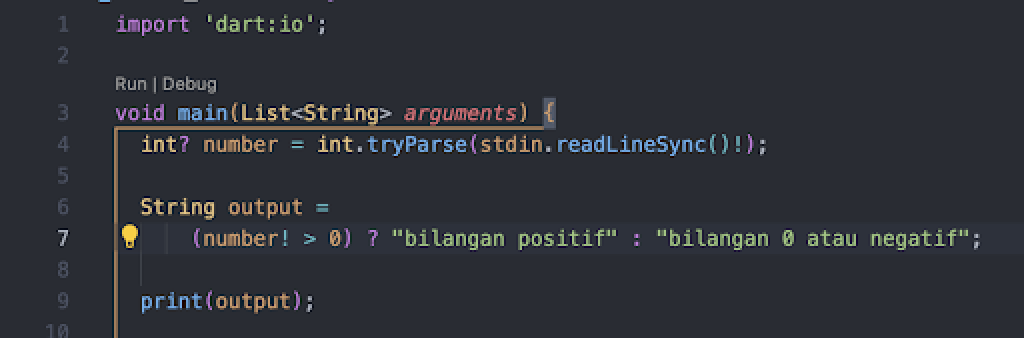 1 import 'dart:io';
2
Run | Debug
3 void main(List<String> arguments) {
4 int? number = int.tryParse(stdin.readLineSync()!);
5
6 String output =
7 (number! > 0) ? "bilangan positif" : "bilangan 0 atau negatif";
8
9 print(output);
10